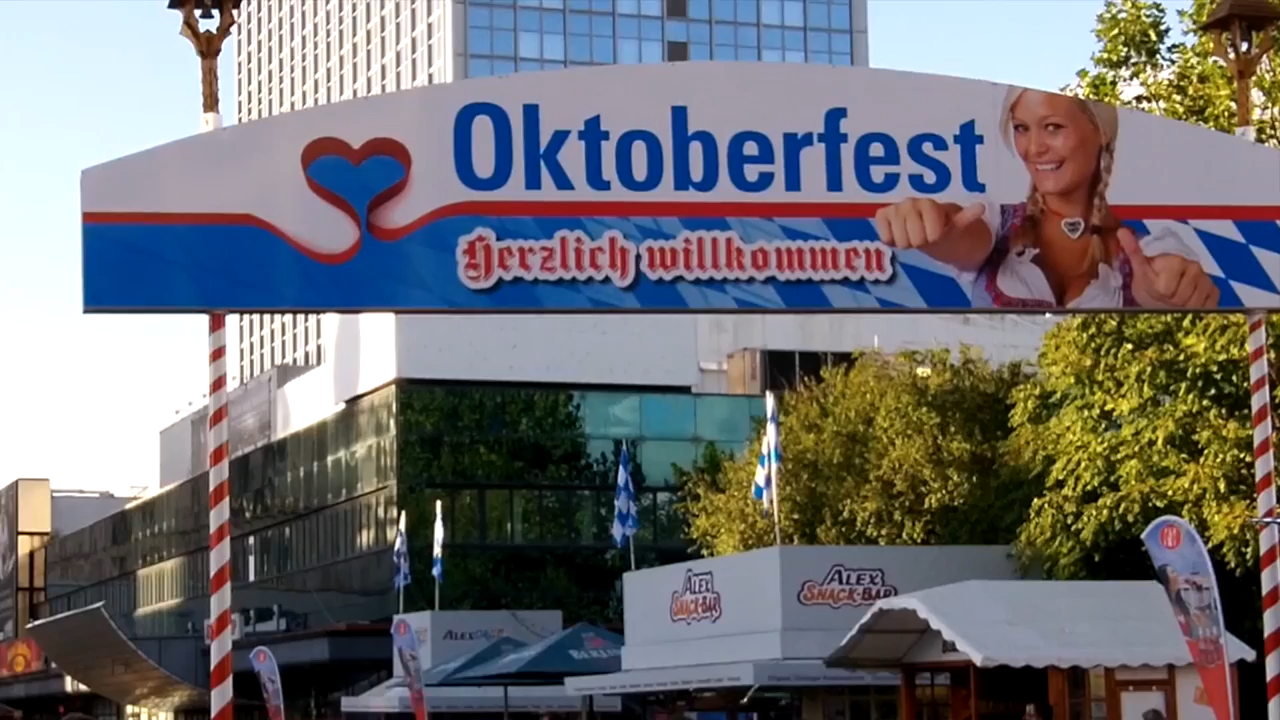 Oktoberfest
Herzlich willkommen
ALEX
SNACK-BAR
ALEX
SNACK-BAR